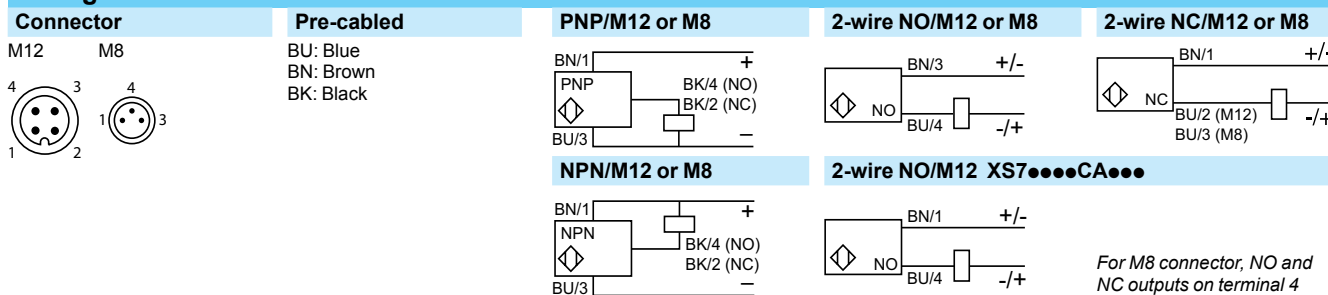 Connector
M12 M8
4 3
1 2
4
1 3
Pre-cabled
BU: Blue
BN: Brown
BK: Black
PNP/M12 or M8
BN/1 +
PNP
BK/4 (NO)
BK/2 (NC)
BU/3 –
2-wire NO/M12 or M8
BN/3 +/-
NO
BU/4 -/+
2-wire NC/M12 or M8
BN/1 +/-
NC
BU/2 (M12) -/+
BU/3 (M8)
NPN/M12 or M8
BN/1 +
NPN
BK/4 (NO)
BK/2 (NC)
BU/3 –
2-wire NO/M12 XS7●●●●CA●●●
BN/1 +/-
NO
BU/4 -/+
For M8 connector, NO and
NC outputs on terminal 4